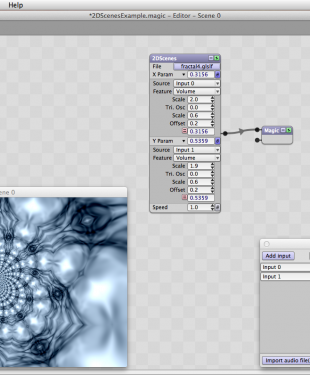 Help
*2DScenesExample.magic - Editor - Scene 0
2DScenes
File fractal4.glslf
X Param 0.3156
Source Input 0
Feature Volume
Scale 2.0
Tri. Osc 0.0
Scale 0.6
Offset 0.2
0.3156
Magic
Y Param 0.5359
Source Input 1
Feature Volume
Scale 1.9
Tri. Osc 0.0
Scale 0.6
Offset 0.2
0.5359
Speed 1.0
ne 0
Add input
Input 0
Input 1
Import audio file(